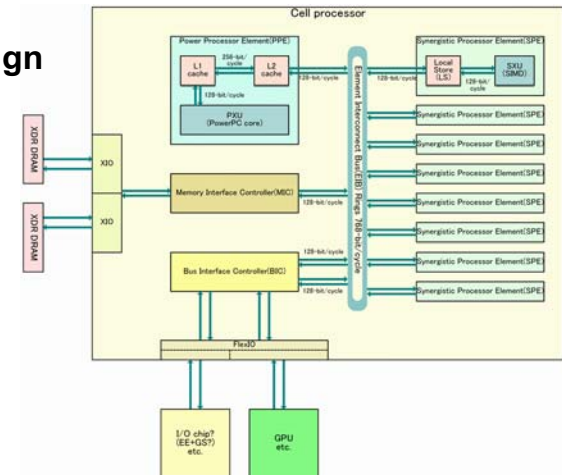 Cell processor
ign
Power Processor Element(PPE)
256-bit/
cycle
L1
cache
L2
cache
128-bit/cycle
PXU
(PowerPC core)
128-bit/cycle
128-bit/cycle
Synergistic Processor Element(SPE)
Local
Store
(LS)
SXU
(SIMD)
128-bit/
cycle
Element Interconnect Bus(EIB) Rings 768-bit/cycle
Synergistic Processor Element(SPE)
Synergistic Processor Element(SPE)
Synergistic Processor Element(SPE)
Synergistic Processor Element(SPE)
Synergistic Processor Element(SPE)
Synergistic Processor Element(SPE)
Synergistic Processor Element(SPE)
XDR DRAM
XDR DRAM
XIO
XIO
Memory Interface Controller(MIC)
128-bit/cycle
Bus Interface Controller(BIC)
128-bit/cycle
128-bit/cycle
FlexIO
I/O chip?
(EE+GS?)
etc.
GPU
etc.